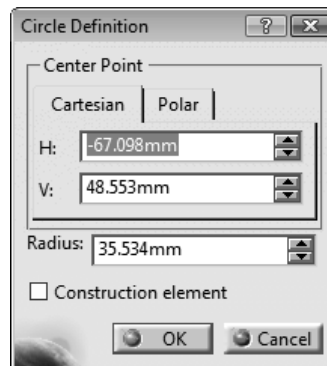 Circle Definition
Center Point
Cartesian Polar
H: -67.098mm
V: 48.553mm
Radius: 35.534mm
Construction element
OK Cancel